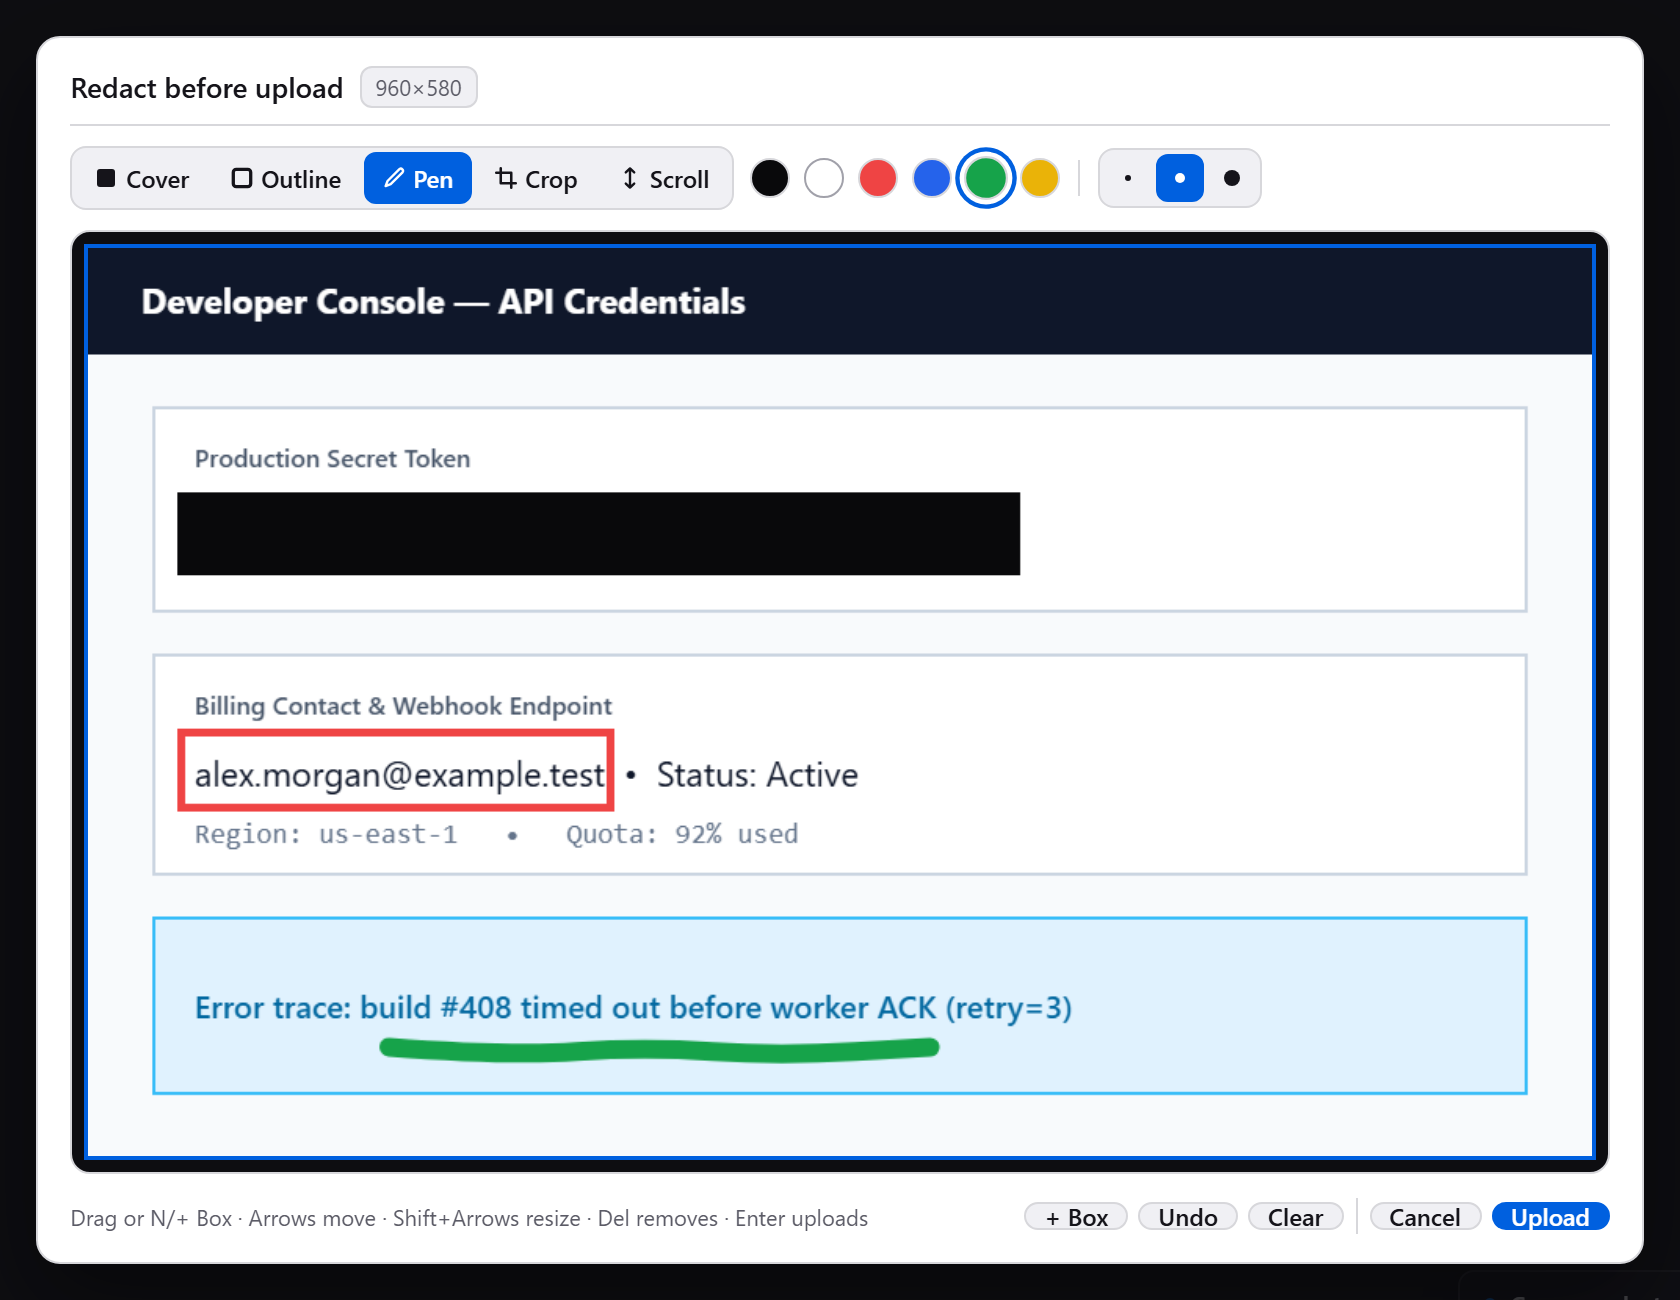 Redact before upload 960×580
Cover Outline Pen Crop Scroll
Developer Console — API Credentials
Production Secret Token
Billing Contact & Webhook Endpoint
alex.morgan@example.test • Status: Active
Region: us-east-1 • Quota: 92% used
Error trace: build #408 timed out before worker ACK (retry=3)
Drag or N/+ Box · Arrows move · Shift+Arrows resize · Del removes · Enter uploads
+ Box Undo Clear Cancel Upload